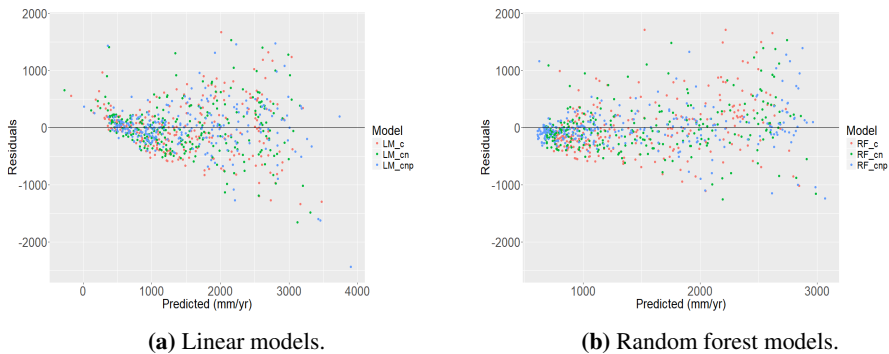 2000
1000
0
-1000
-2000
Residuals
0 1000 2000 3000 4000
Predicted (mm/yr)
Model
LM_c
LM_cn
LM_cnp
(a) Linear models.
2000
1000
0
-1000
-2000
Residuals
1000 2000 3000
Predicted (mm/yr)
Model
RF_c
RF_cn
RF_cnp
(b) Random forest models.